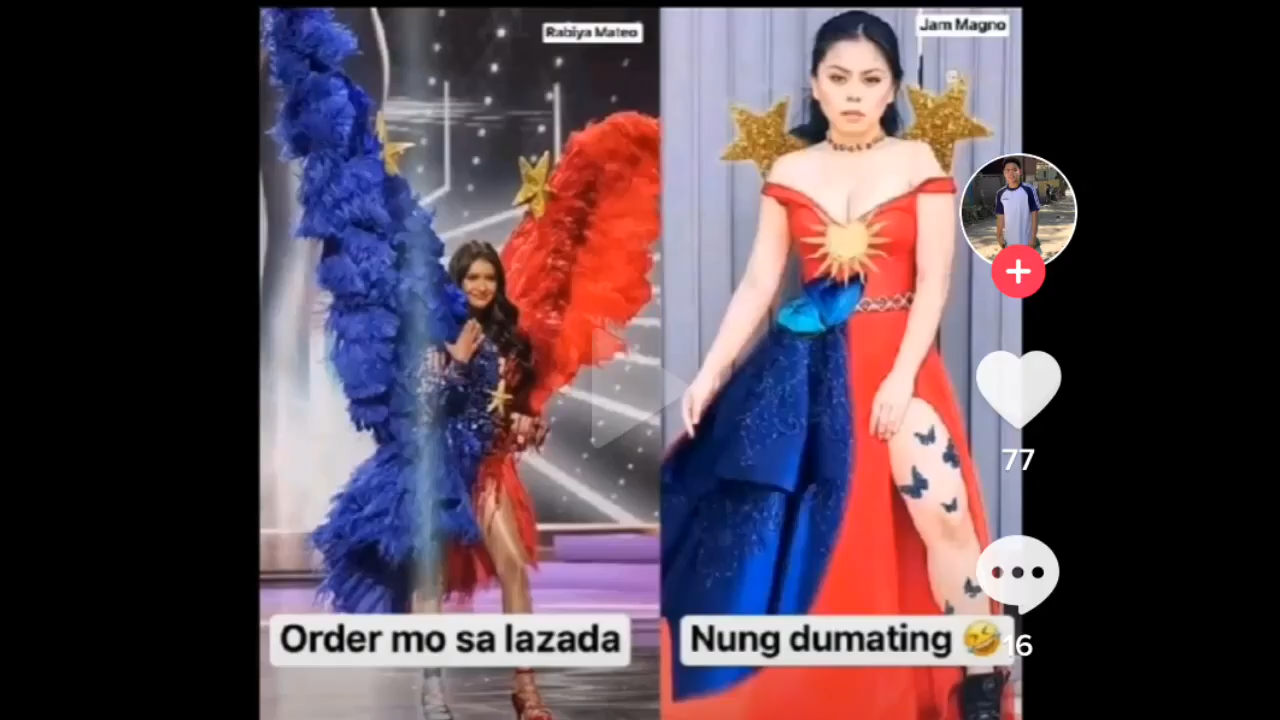 Rabiya Mateo
Jam Magno
77
Order mo sa lazada
Nung dumating 🤣
16